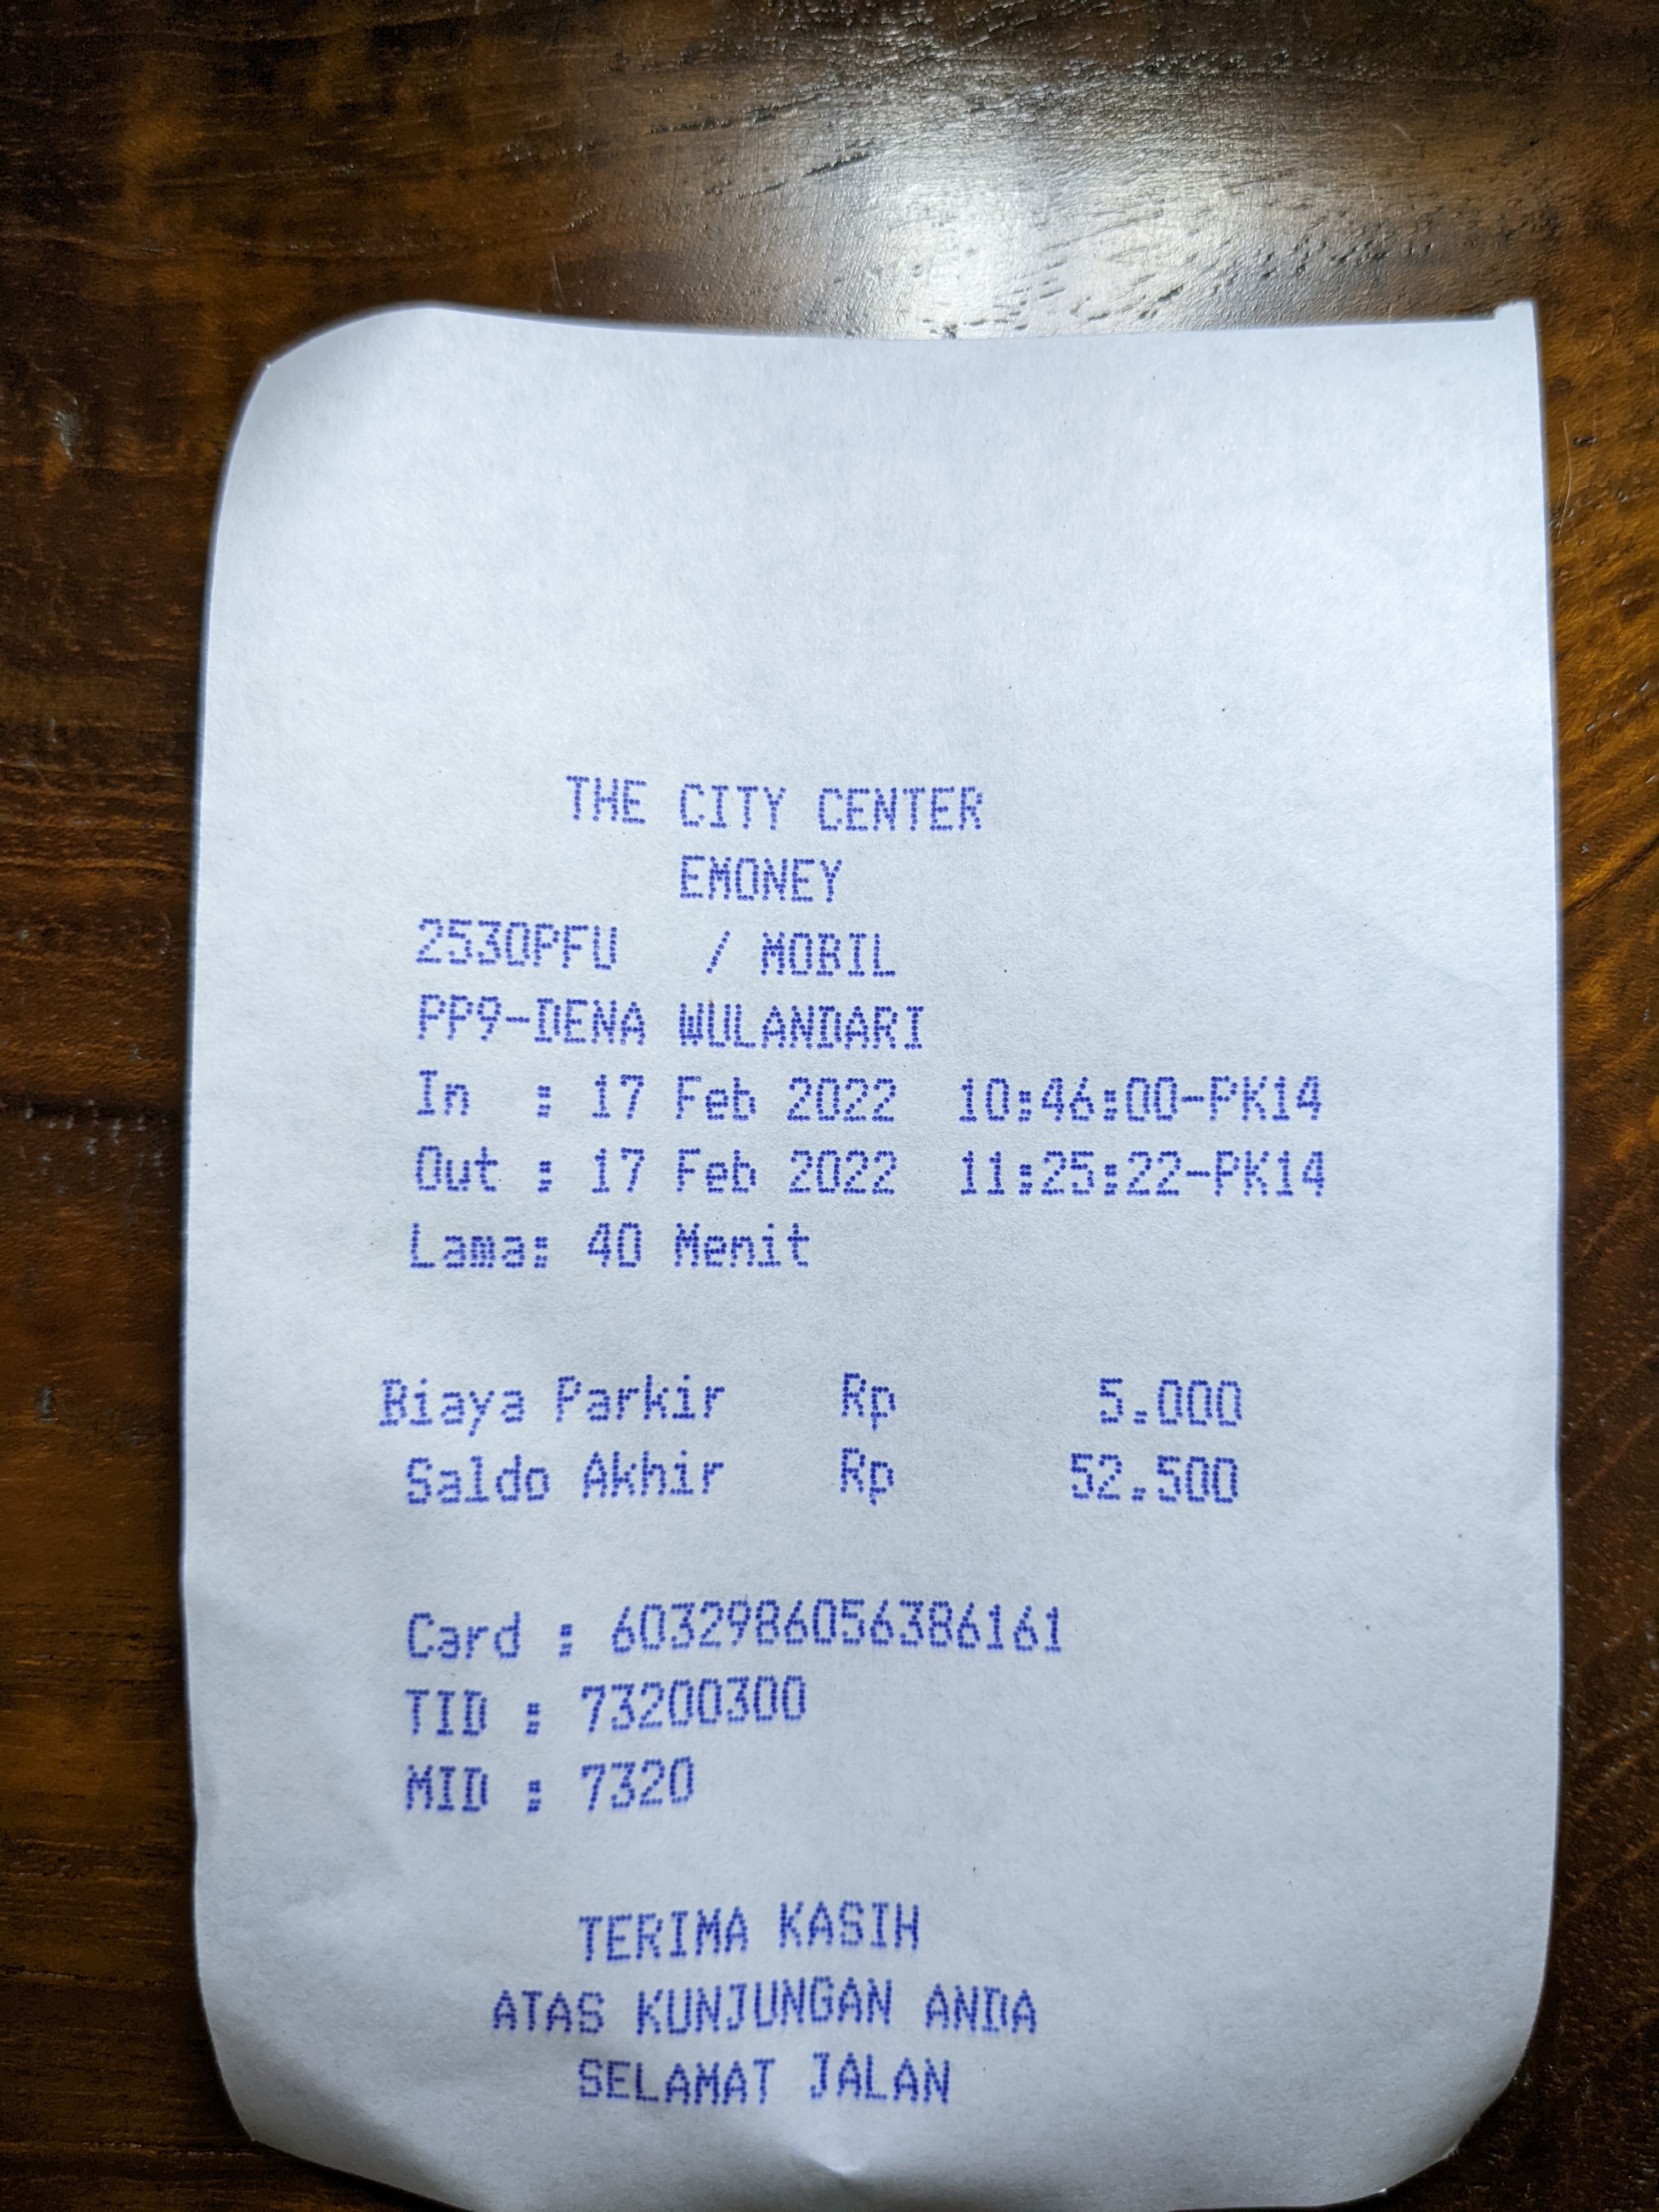 THE CITY CENTER
EMONEY
2530PFU / MOBIL
PP9-DENA WULANDARI
In : 17 Feb 2022 10:46:00-PK14
Out : 17 Feb 2022 11:25:22-PK14
Lama: 40 Menit
Biaya Parkir Rp 5.000
Saldo Akhir Rp 52.500
Card : 6032986056386161
TID : 73200300
MID : 7320
TERIMA KASIH
ATAS KUNJUNGAN ANDA
SELAMAT JALAN